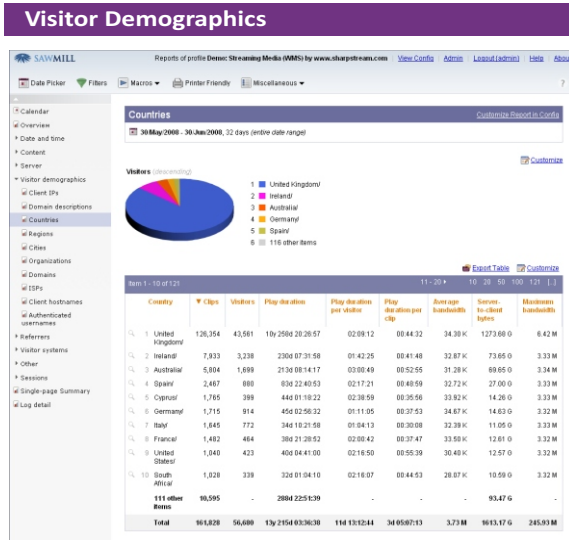 Visitor Demographics
SAWMILL Reports of profile Demo: Streaming Media (WMS) by www.sharpstream.com View Config Admin Logout (admin) Help Abou
Date Picker Filters Macros Printer Friendly Miscellaneous ?
Calendar
Overview
Date and time
Content
Server
Visitor demographics
Client IPs
Domain descriptions
Countries
Regions
Cities
Organizations
Domains
ISPs
Client hostnames
Authenticated
usernames
Referrers
Visitor systems
Other
Sessions
Single-page Summary
Log detail
Countries Customize Report in Config
30/May/2008 - 30/Jun/2008, 32 days (entire date range)
Customize
Visitors (descending)
1 United Kingdom/
2 Ireland/
3 Australia/
4 Germany/
5 Spain/
6 116 other items
Export Table Customize
Item 1 - 10 of 121 11 - 20 10 20 50 100 121 [..]
Country Clips Visitors Play duration Play duration per visitor Play duration per clip Average bandwidth Server-to-client bytes Maximum bandwidth
1 United Kingdom/ 126,354 43,561 10y 258d 20:26:57 02:09:12 00:44:32 34.30 K 1273.68 G 6.42 M
2 Ireland/ 7,933 3,238 230d 07:31:58 01:42:25 00:41:48 32.87 K 73.65 G 3.33 M
3 Australia/ 5,804 1,699 213d 08:14:17 03:00:49 00:52:55 31.28 K 69.65 G 3.34 M
4 Spain/ 2,467 880 83d 22:40:53 02:17:21 00:48:59 32.72 K 27.00 G 3.33 M
5 Cyprus/ 1,765 399 44d 01:18:22 02:38:59 00:35:56 33.92 K 14.26 G 3.33 M
6 Germany/ 1,715 914 45d 02:56:32 01:11:05 00:37:53 34.67 K 14.63 G 3.32 M
7 Italy/ 1,645 772 34d 10:21:58 01:04:13 00:30:08 32.39 K 11.05 G 3.33 M
8 France/ 1,482 464 38d 21:28:52 02:00:42 00:37:47 33.50 K 12.61 G 3.32 M
9 United States/ 1,040 423 40d 04:41:00 02:16:50 00:55:39 30.40 K 12.57 G 3.32 M
10 South Africa/ 1,028 339 32d 01:04:10 02:16:07 00:44:53 28.07 K 10.59 G 3.32 M
111 other items 10,595 - 288d 22:51:39 - - - 93.47 G -
Total 161,828 56,680 13y 215d 03:36:38 11d 13:12:44 3d 05:07:13 3.73 M 1613.17 G 245.93 M